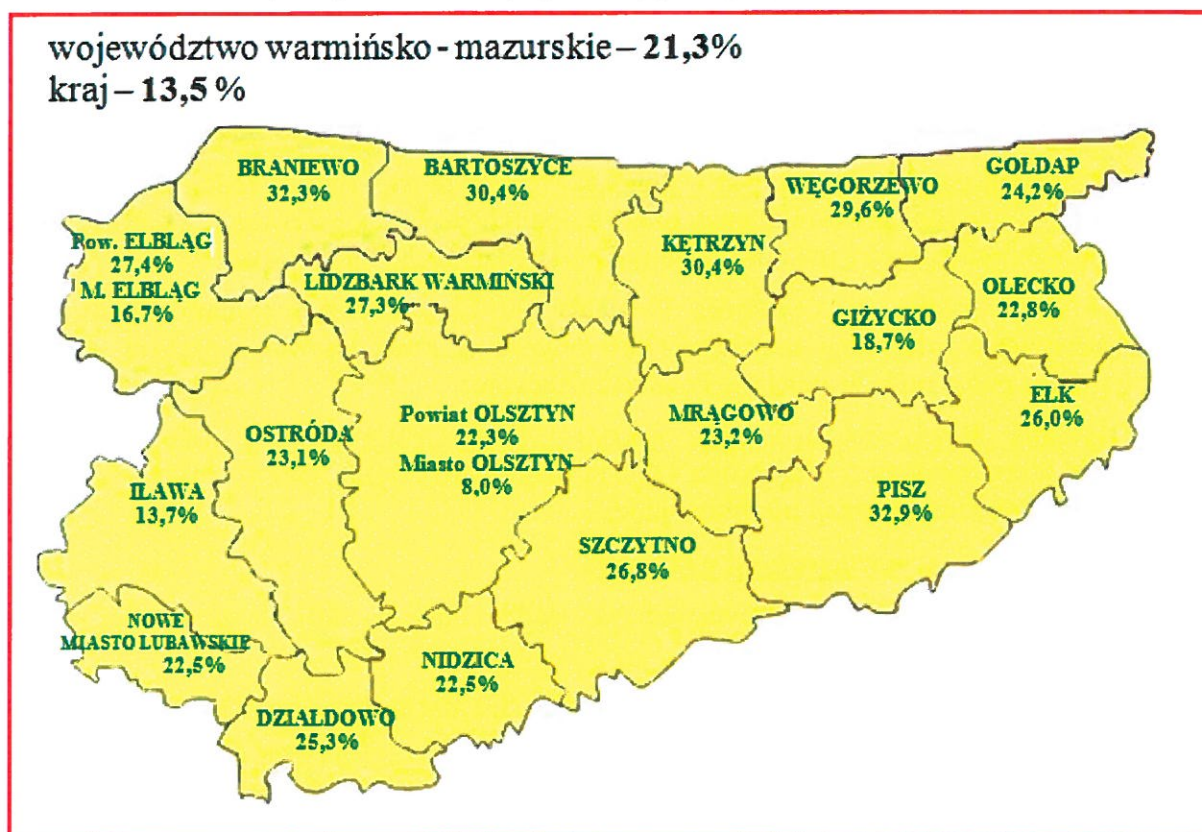 województwo warmińsko - mazurskie – 21,3%
kraj – 13,5 %
BRANIEWO
32,3%
BARTOSZYCE
30,4%
GOLDAP
24,2%
WĘGORZEWO
29,6%
Pow. ELBLĄG
27,4%
M. ELBLĄG
16,7%
LIDZBARK WARMIŃSKI
27,3%
KĘTRZYN
30,4%
OLECKO
22,8%
GIŻYCKO
18,7%
EŁK
26,0%
OSTRÓDA
23,1%
Powiat OLSZTYN
22,3%
Miasto OLSZTYN
8,0%
MRĄGOWO
23,2%
IŁAWA
13,7%
PISZ
32,9%
SZCZYTNO
26,8%
NOWE
MIASTO LUBAWSKIE
22,5%
NIDZICA
22,5%
DZIAŁDOWO
25,3%